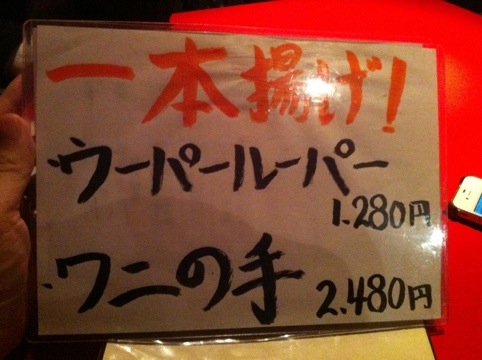 一本揚げ!
・ウーパールーパー
1.280円
・ワニの手
2.480円